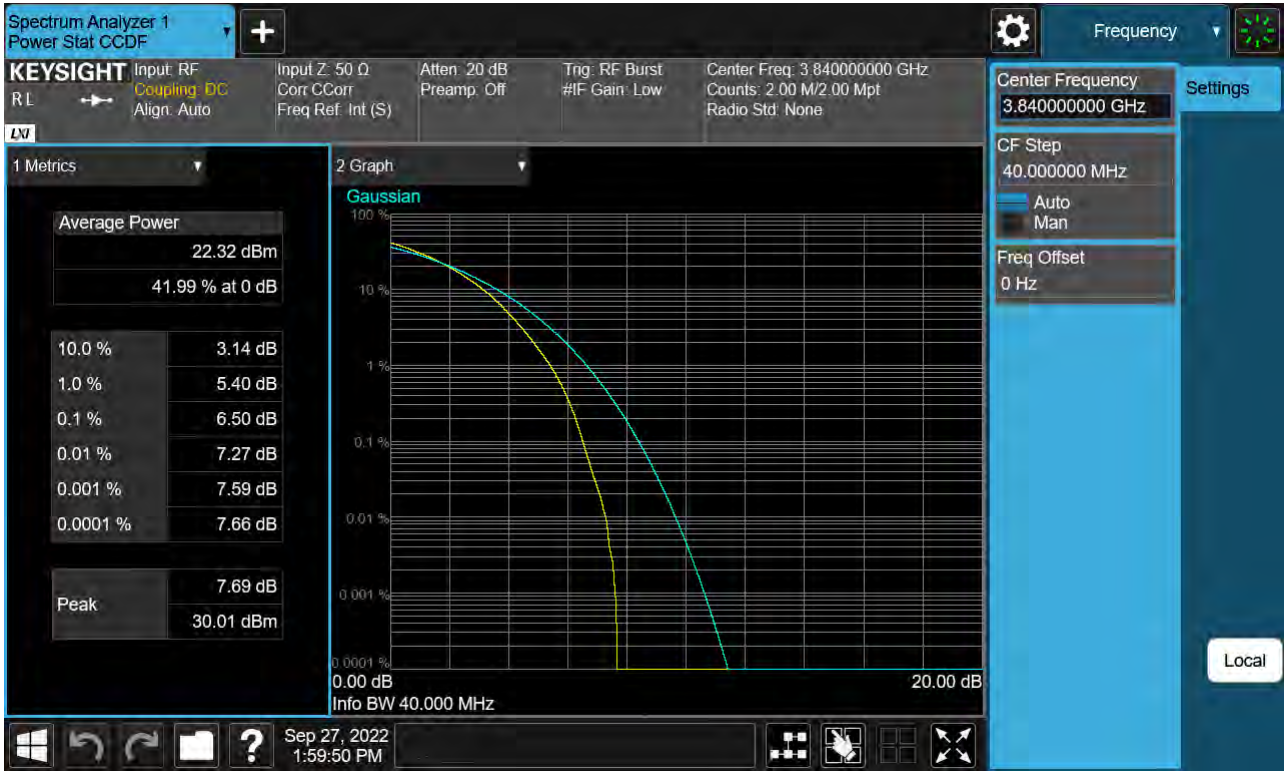 Spectrum Analyzer 1
Power Stat CCDF
Frequency
KEYSIGHT
R L
LXI
Input: RF
Coupling: DC
Align: Auto
Input Z: 50 Ω
Corr CCorr
Freq Ref: Int (S)
Atten: 20 dB
Preamp: Off
Trig: RF Burst
#IF Gain: Low
Center Freq: 3.840000000 GHz
Counts: 2.00 M/2.00 Mpt
Radio Std: None
Center Frequency
3.840000000 GHz
Settings
CF Step
40.000000 MHz
Auto
Man
Freq Offset
0 Hz
1 Metrics
Average Power
22.32 dBm
41.99 % at 0 dB
10.0 % 3.14 dB
1.0 % 5.40 dB
0.1 % 6.50 dB
0.01 % 7.27 dB
0.001 % 7.59 dB
0.0001 % 7.66 dB
Peak 7.69 dB
30.01 dBm
2 Graph
Gaussian
100 %
10 %
1 %
0.1 %
0.01 %
0.001 %
0.0001 %
0.00 dB 20.00 dB
Info BW 40.000 MHz
Local
?
Sep 27, 2022
1:59:50 PM